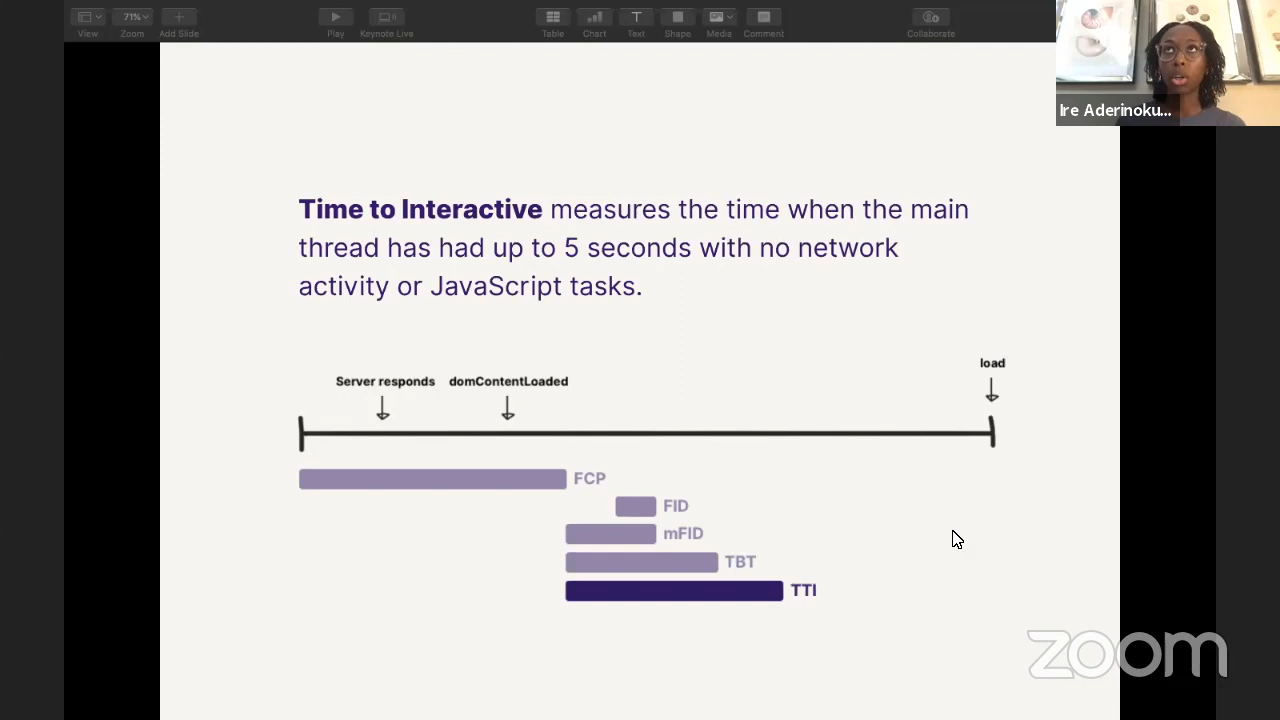 View
71%
Zoom
Add Slide
Play
Keynote Live
Table
Chart
Text
Shape
Media
Comment
Collaborate
Ire Aderinoku...
Time to Interactive measures the time when the main
thread has had up to 5 seconds with no network
activity or JavaScript tasks.
load
Server responds domContentLoaded
FCP
FID
mFID
TBT
TTI
zoom